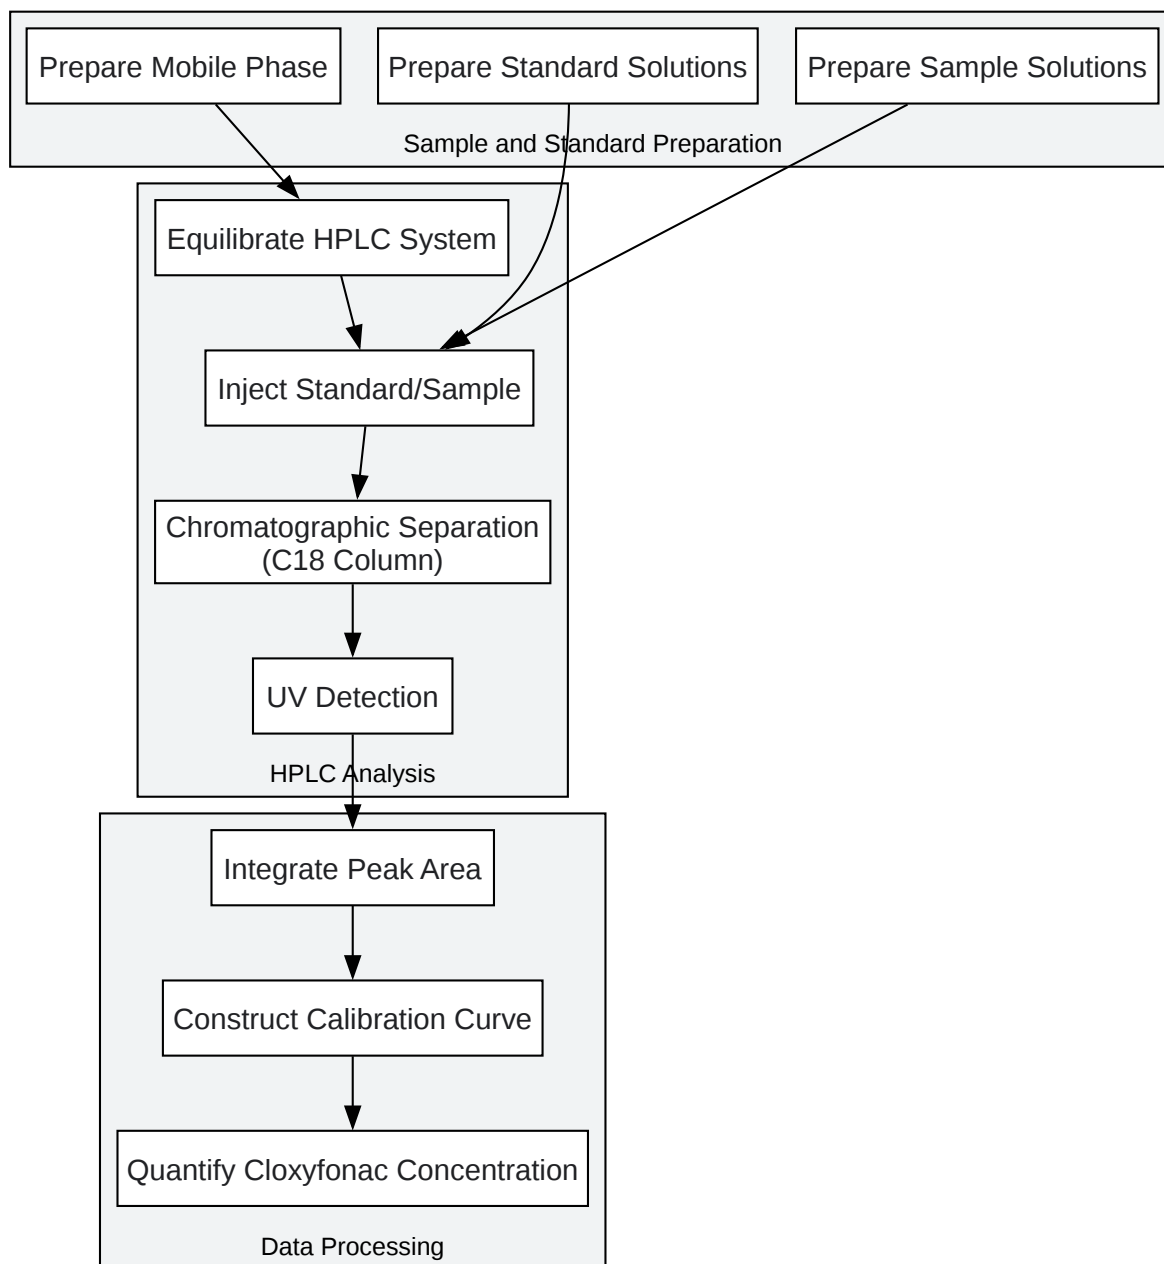 Prepare Mobile Phase
Prepare Standard Solutions
Prepare Sample Solutions
Sample and Standard Preparation
Equilibrate HPLC System
Inject Standard/Sample
Chromatographic Separation
(C18 Column)
UV Detection
HPLC Analysis
Integrate Peak Area
Construct Calibration Curve
Quantify Cloxyfonac Concentration
Data Processing